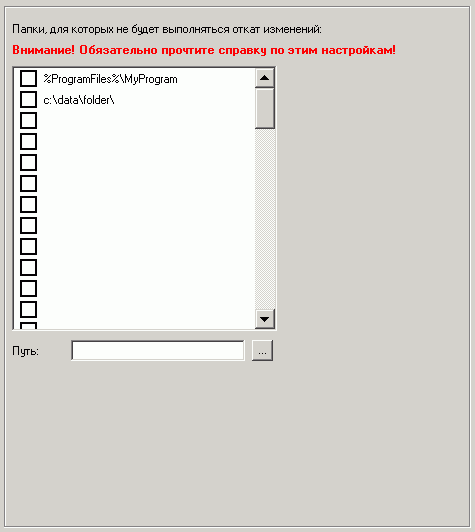 Папки, для которых не будет выполняться откат изменений:
Внимание! Обязательно прочтите справку по этим настройкам!
%ProgramFiles%\MyProgram
c:\data\folder\
Путь:
...